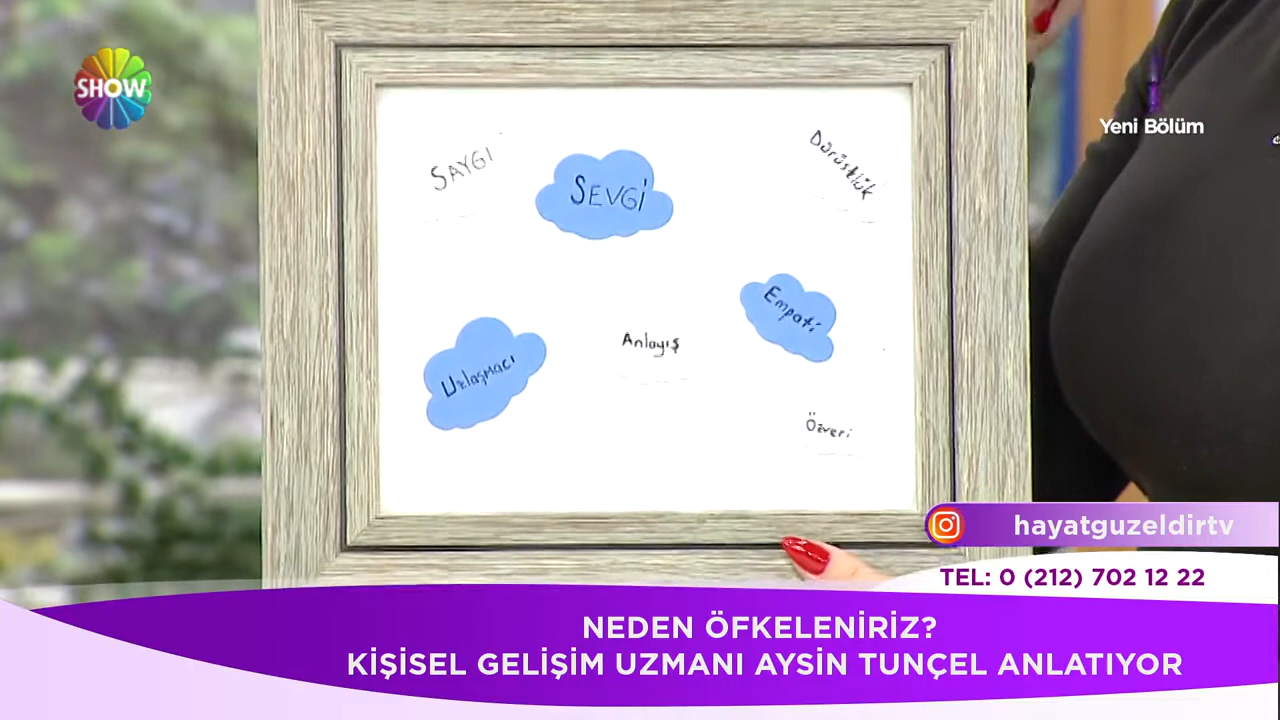 SHOW
Yeni Bölüm
SAYGI
SEVGİ
Dürüstlük
Empati
Uzlaşmacı
Anlayış
Özveri
hayatguzeldirtv
TEL: 0 (212) 702 12 22
NEDEN ÖFKELENİRİZ?
KİŞİSEL GELİŞİM UZMANI AYSİN TUNÇEL ANLATIYOR